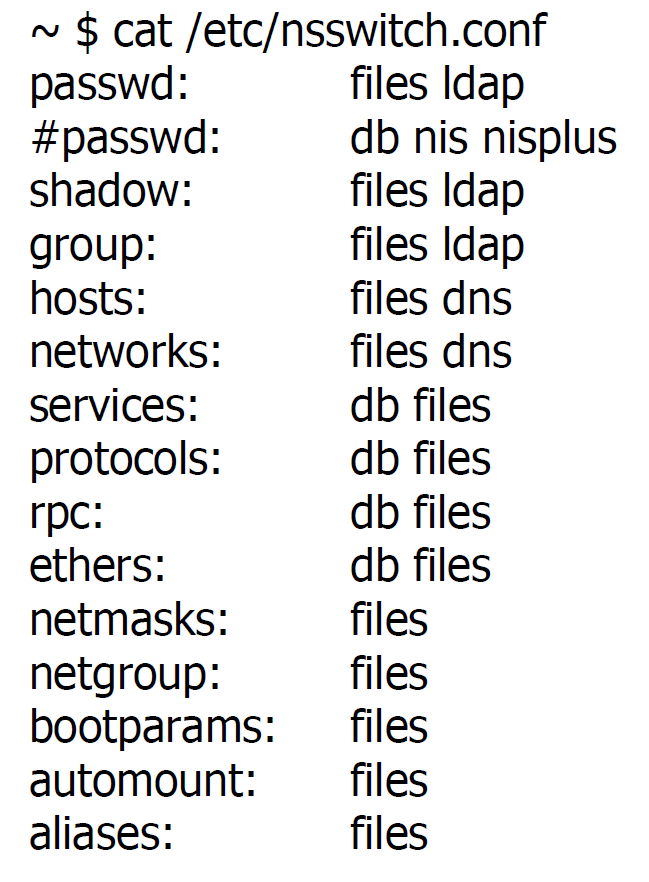 ~ $ cat /etc/nsswitch.conf
passwd: files ldap
#passwd: db nis nisplus
shadow: files ldap
group: files ldap
hosts: files dns
networks: files dns
services: db files
protocols: db files
rpc: db files
ethers: db files
netmasks: files
netgroup: files
bootparams: files
automount: files
aliases: files